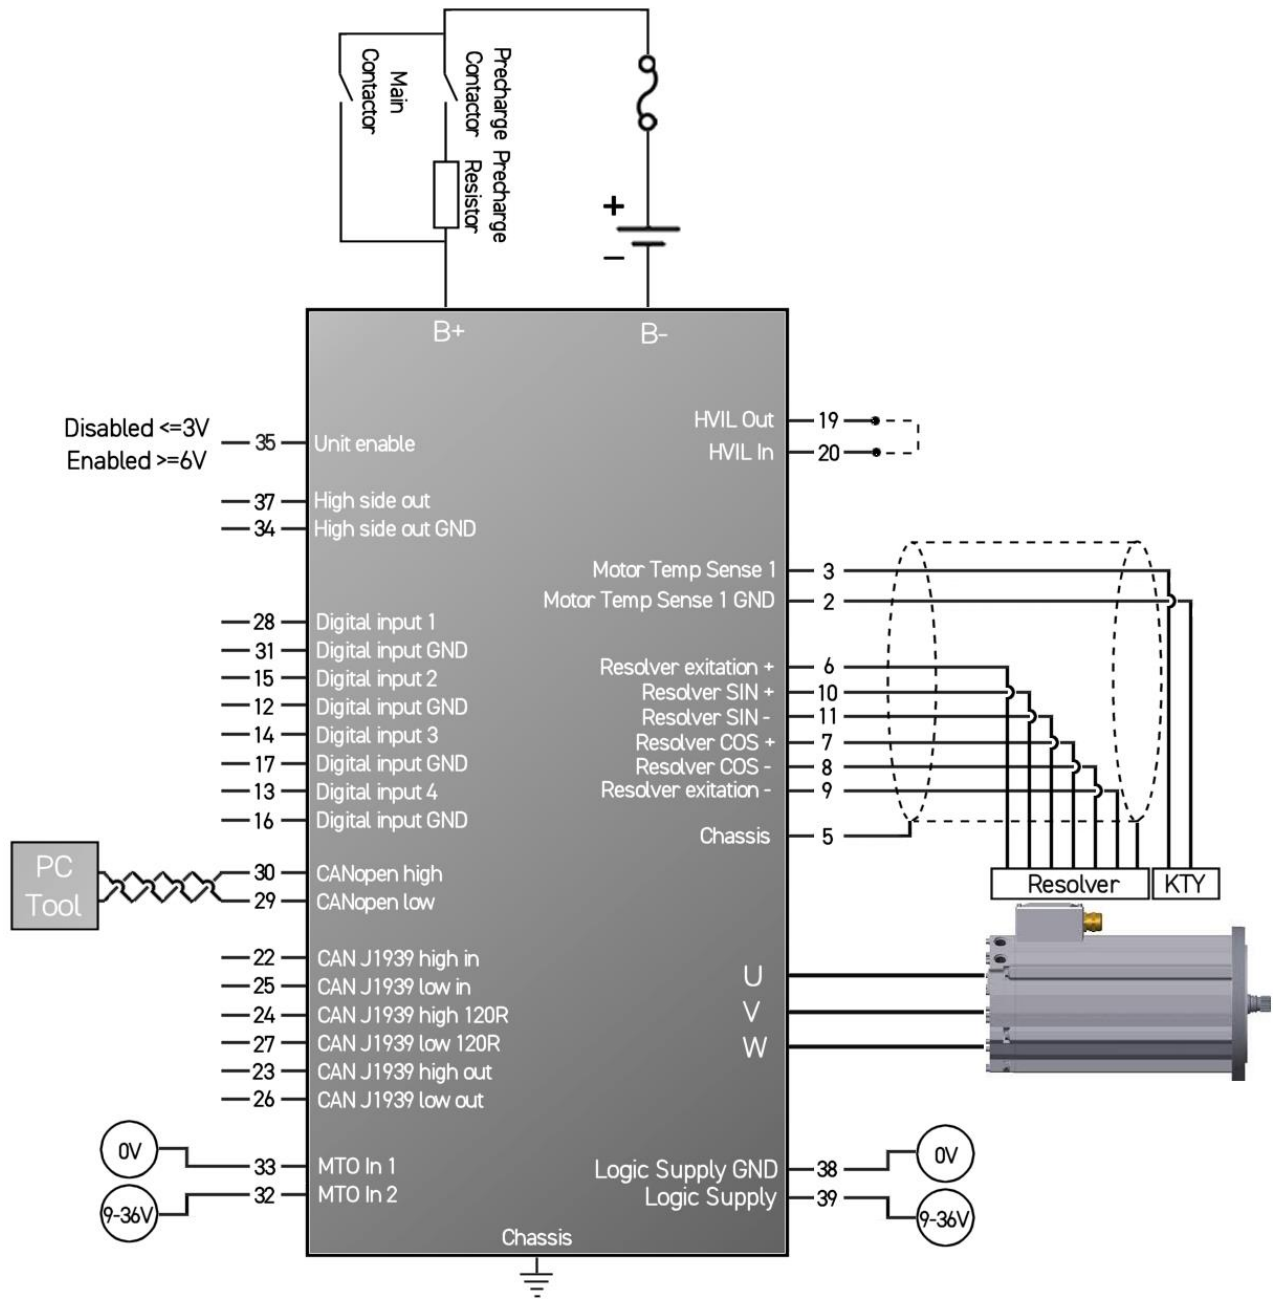 Main
Contactor
Precharge
Contactor
Precharge
Resistor
+
−
B+
B-
Disabled <=3V
Enabled >=6V
35
Unit enable
37
High side out
34
High side out GND
28
Digital input 1
31
Digital input GND
15
Digital input 2
12
Digital input GND
14
Digital input 3
17
Digital input GND
13
Digital input 4
16
Digital input GND
PC
Tool
30
CANopen high
29
CANopen low
22
CAN J1939 high in
25
CAN J1939 low in
24
CAN J1939 high 120R
27
CAN J1939 low 120R
23
CAN J1939 high out
26
CAN J1939 low out
0V
33
MTO In 1
9-36V
32
MTO In 2
HVIL Out
19
HVIL In
20
Motor Temp Sense 1
3
Motor Temp Sense 1 GND
2
Resolver exitation +
6
Resolver SIN +
10
Resolver SIN -
11
Resolver COS +
7
Resolver COS -
8
Resolver exitation -
9
Chassis
5
Resolver
KTY
U
V
W
Logic Supply GND
38
0V
Logic Supply
39
9-36V
Chassis